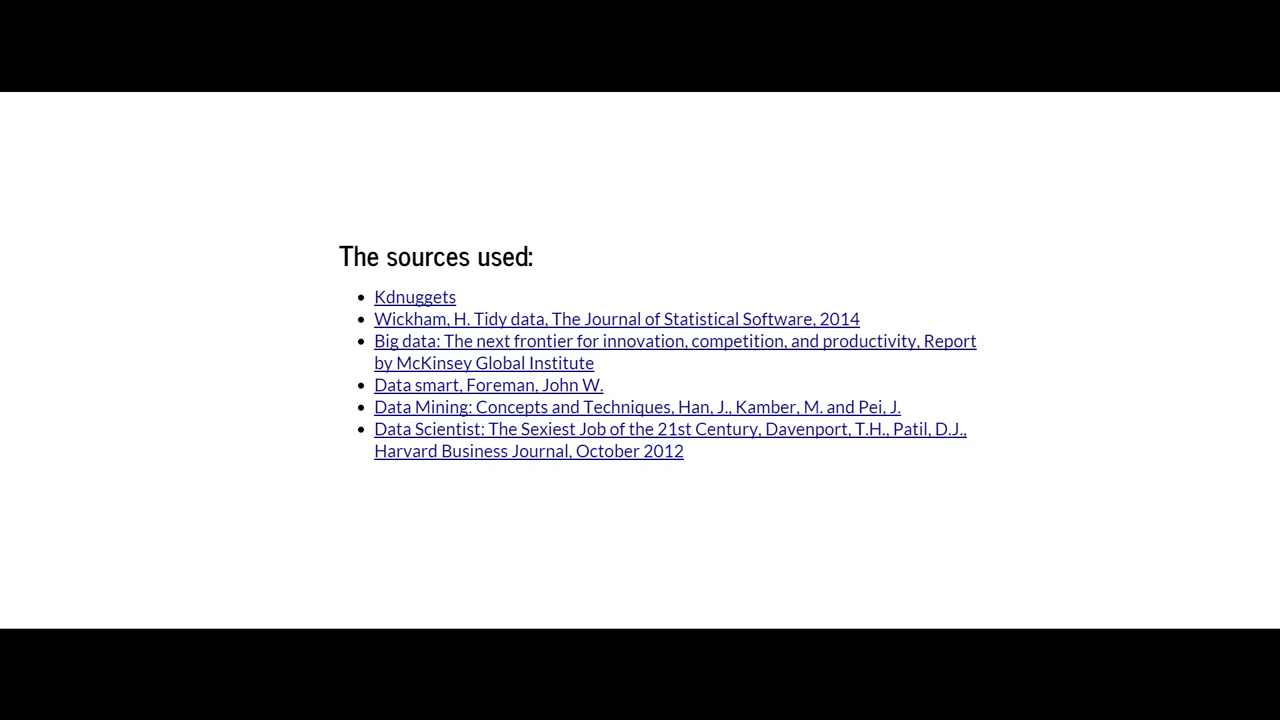 The sources used:
Kdnuggets
Wickham, H. Tidy data, The Journal of Statistical Software, 2014
Big data: The next frontier for innovation, competition, and productivity, Report
by McKinsey Global Institute
Data smart, Foreman, John W.
Data Mining: Concepts and Techniques, Han, J., Kamber, M. and Pei, J.
Data Scientist: The Sexiest Job of the 21st Century, Davenport, T.H., Patil, D.J.,
Harvard Business Journal, October 2012